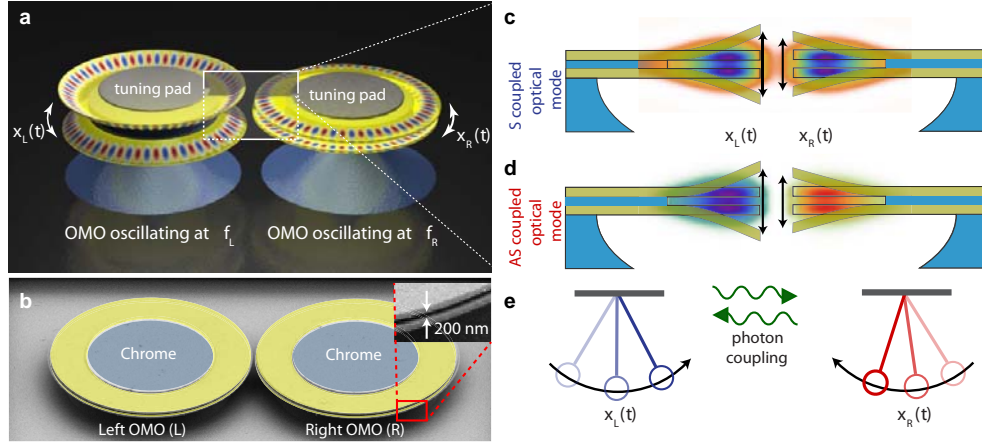 a
tuning pad
tuning pad
x_L(t)
x_R(t)
OMO oscillating at f_L
OMO oscillating at f_R
b
200 nm
Chrome
Chrome
Left OMO (L)
Right OMO (R)
c
S coupled
optical
mode
x_L(t)
x_R(t)
d
AS coupled
optical
mode
e
photon
coupling
x_L(t)
x_R(t)